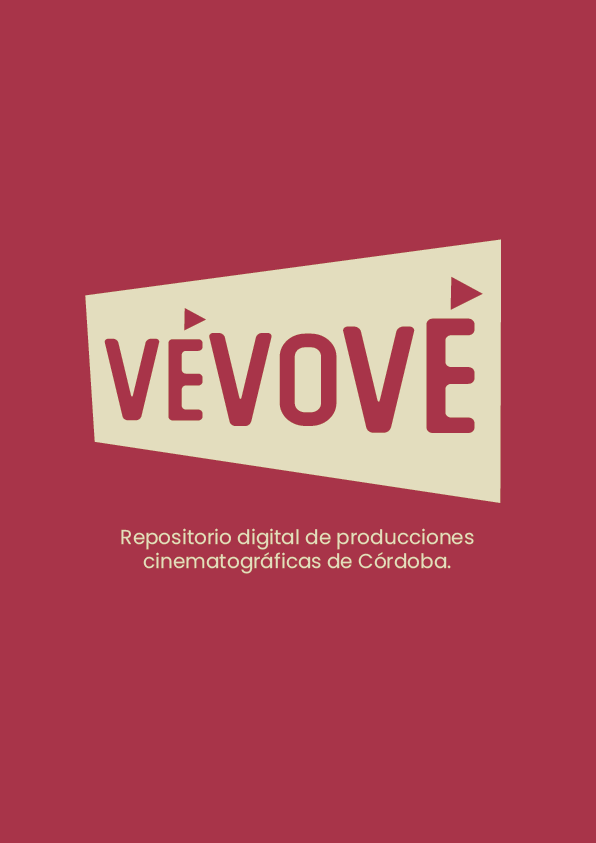 VÉVOVÉ
Repositorio digital de producciones
cinematográficas de Córdoba.